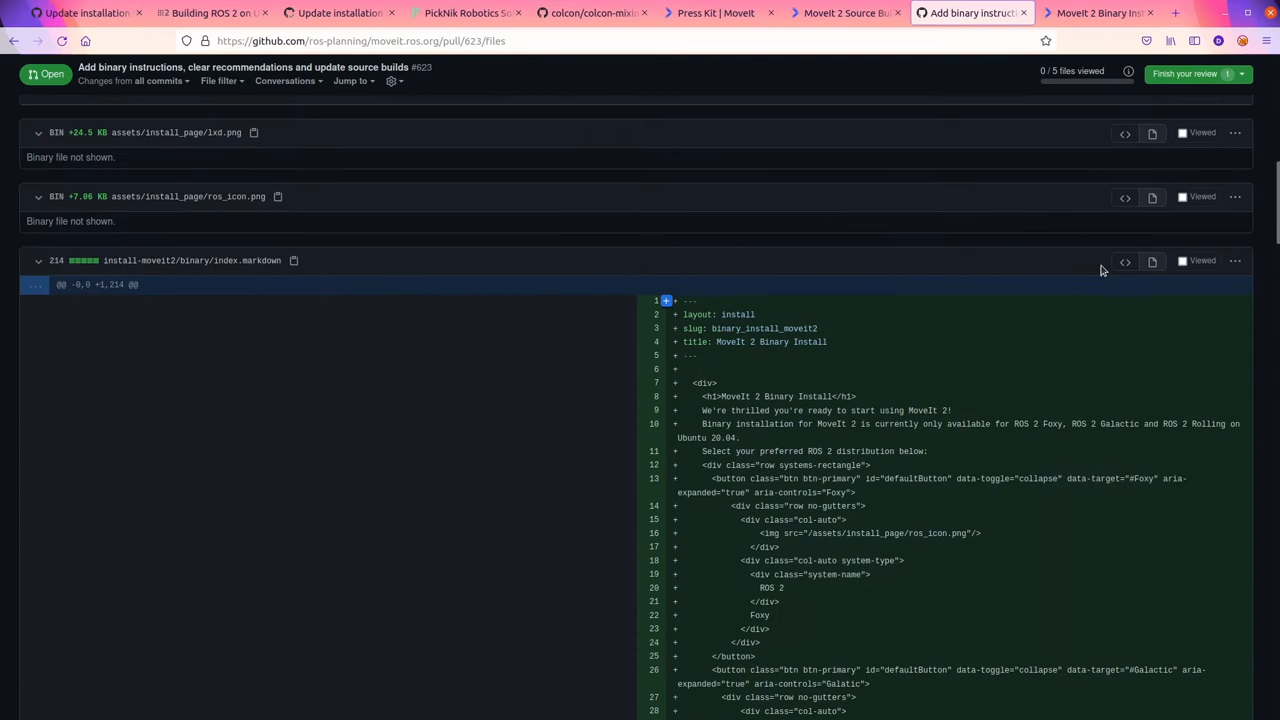 Update installation
Building ROS 2 on U
Update installation
PickNik Robotics So
colcon/colcon-mixin
Press Kit | MoveIt
MoveIt 2 Source Bu
Add binary instructi
MoveIt 2 Binary Inst
https://github.com/ros-planning/moveit.ros.org/pull/623/files
Open
Add binary instructions, clear recommendations and update source builds #623
Changes from all commits
File filter
Conversations
Jump to
0 / 5 files viewed
Finish your review 1
BIN +24.5 KB assets/install_page/lxd.png
Viewed
Binary file not shown.
BIN +7.06 KB assets/install_page/ros_icon.png
Viewed
Binary file not shown.
214 install-moveit2/binary/index.markdown
Viewed
... @@ -0,0 +1,214 @@
1 + ---
2 + layout: install
3 + slug: binary_install_moveit2
4 + title: MoveIt 2 Binary Install
5 + ---
6 +
7 + <div>
8 + <h1>MoveIt 2 Binary Install</h1>
9 + We're thrilled you're ready to start using MoveIt 2!
10 + Binary installation for MoveIt 2 is currently only available for ROS 2 Foxy, ROS 2 Galactic and ROS 2 Rolling on
Ubuntu 20.04.
11 + Select your preferred ROS 2 distribution below:
12 + <div class="row systems-rectangle">
13 + <button class="btn btn-primary" id="defaultButton" data-toggle="collapse" data-target="#Foxy" aria-
expanded="true" aria-controls="Foxy">
14 + <div class="row no-gutters">
15 + <div class="col-auto">
16 + <img src="/assets/install_page/ros_icon.png"/>
17 + </div>
18 + <div class="col-auto system-type">
19 + <div class="system-name">
20 + ROS 2
21 + </div>
22 + Foxy
23 + </div>
24 + </div>
25 + </button>
26 + <button class="btn btn-primary" id="defaultButton" data-toggle="collapse" data-target="#Galactic" aria-
expanded="true" aria-controls="Galatic">
27 + <div class="row no-gutters">
28 + <div class="col-auto">